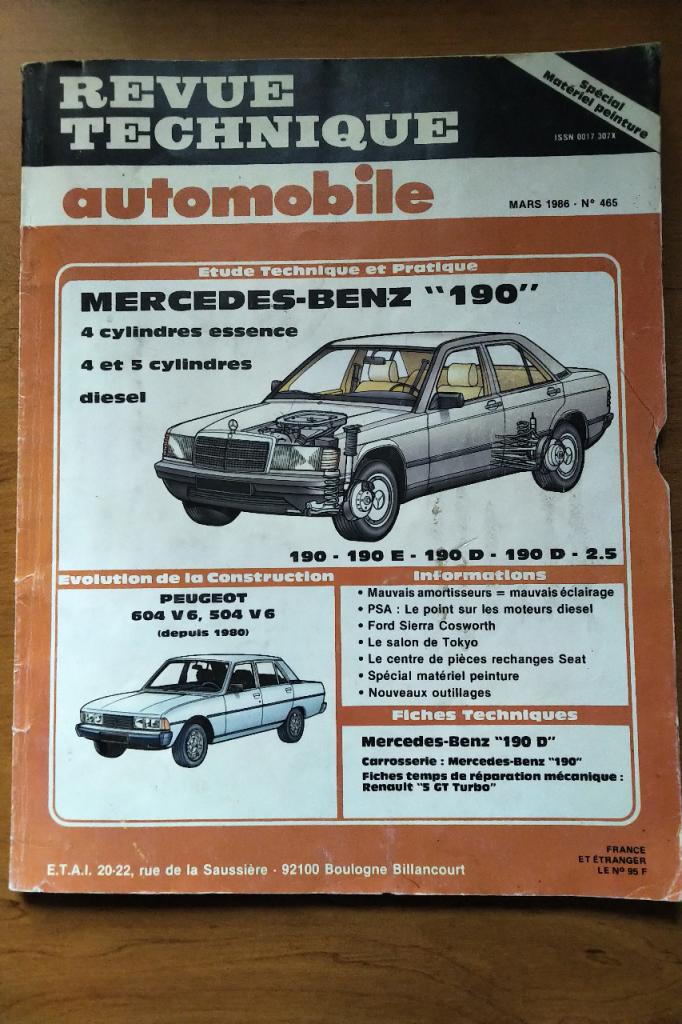 REVUE
TECHNIQUE
Spécial
Matériel peinture
ISSN 0017 307X
automobile
MARS 1986 - N° 465
Etude Technique et Pratique
MERCEDES-BENZ "190"
4 cylindres essence
4 et 5 cylindres
diesel
190 - 190 E - 190 D - 190 D - 2.5
Evolution de la Construction
PEUGEOT
604 V 6, 504 V 6
(depuis 1980)
Informations
• Mauvais amortisseurs = mauvais éclairage
• PSA : Le point sur les moteurs diesel
• Ford Sierra Cosworth
• Le salon de Tokyo
• Le centre de pièces rechanges Seat
• Spécial matériel peinture
• Nouveaux outillages
Fiches Techniques
Mercedes-Benz "190 D"
Carrosserie : Mercedes-Benz "190"
Fiches temps de réparation mécanique :
Renault "5 GT Turbo"
E.T.A.I. 20-22, rue de la Saussière - 92100 Boulogne Billancourt
FRANCE
ET ÉTRANGER
LE N° 95 F